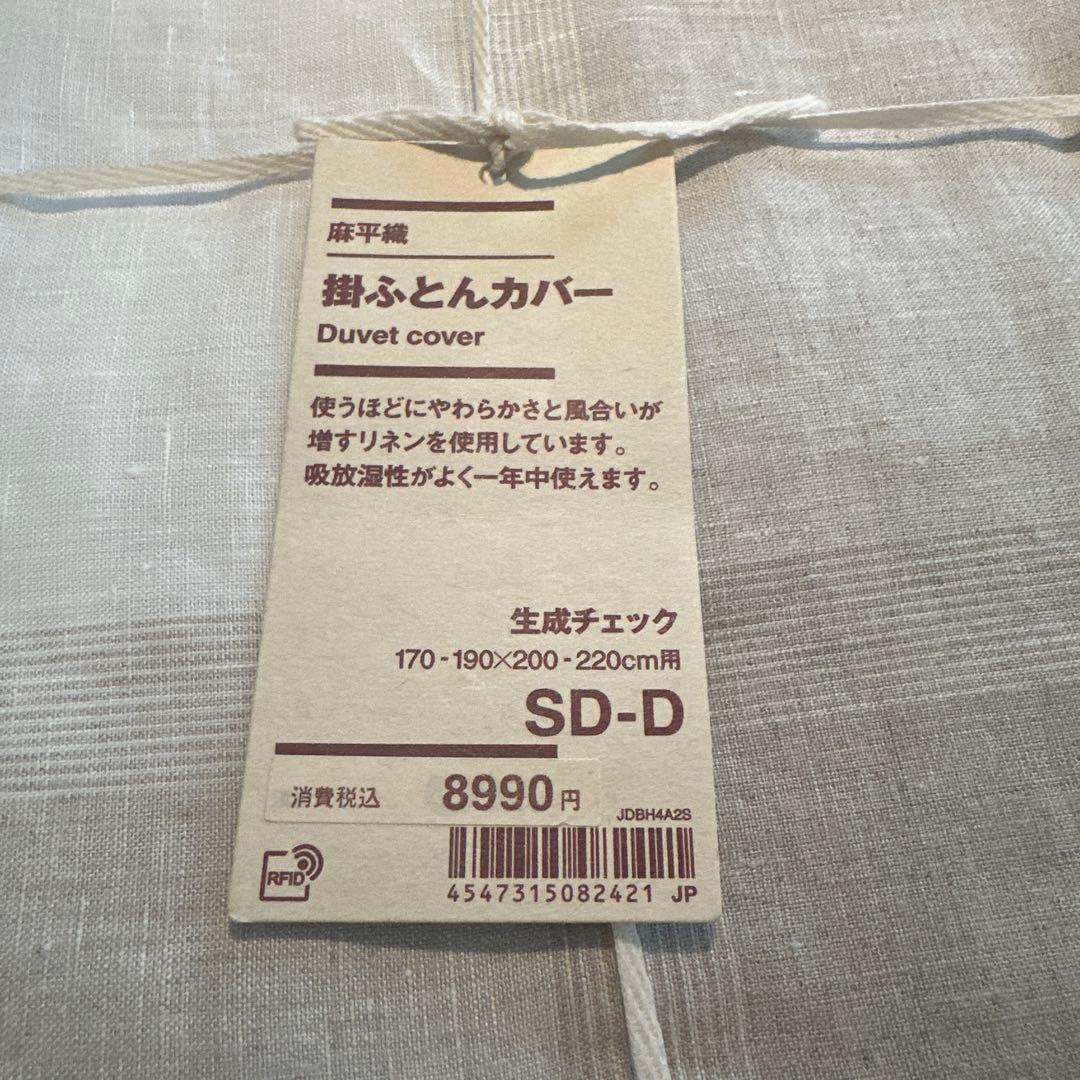 麻平織
掛ふとんカバー
Duvet cover
使うほどにやわらかさと風合いが
増すリネンを使用しています。
吸放湿性がよく一年中使えます。
生成チェック
170-190×200-220cm用
SD-D
消費税込 8990円
JDBH4A2S
RFID
4547315082421 JP